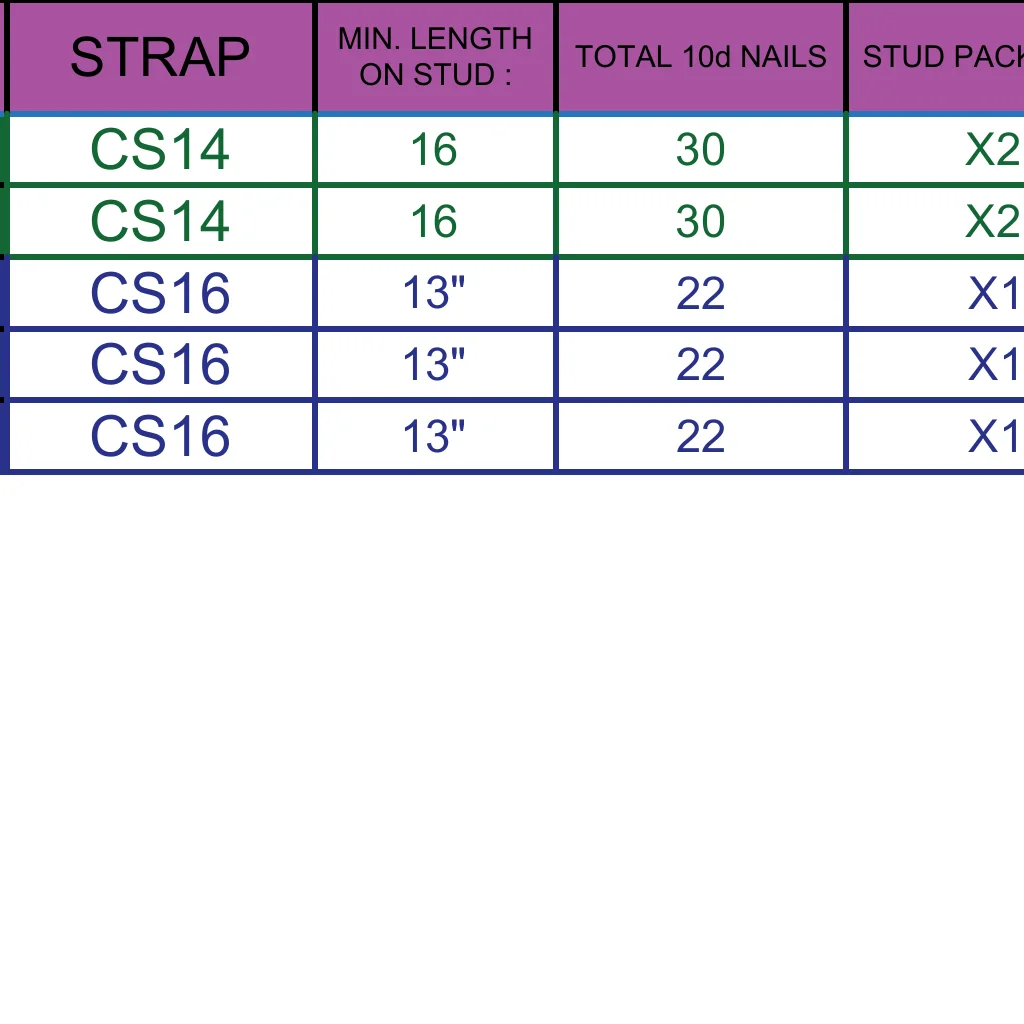 STRAP
MIN. LENGTH
ON STUD :
TOTAL 10d NAILS
STUD
CS14 16 30 X2
CS14 16 30 X2
CS16 13" 22 X1
CS16 13" 22 X1
CS16 13" 22 X1